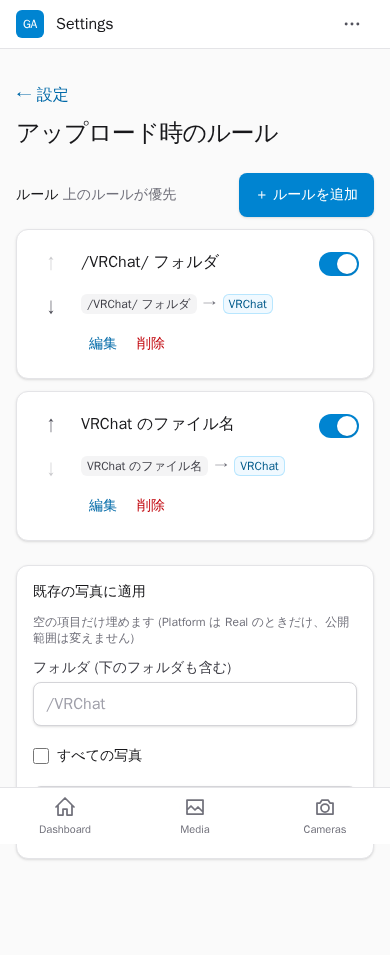 GA Settings
← 設定
アップロード時のルール
ルール 上のルールが優先
＋ ルールを追加
↑ /VRChat/ フォルダ
↓ /VRChat/ フォルダ → VRChat
編集 削除
↑ VRChat のファイル名
↓ VRChat のファイル名 → VRChat
編集 削除
既存の写真に適用
空の項目だけ埋めます (Platform は Real のときだけ、公開
範囲は変えません)
フォルダ (下のフォルダも含む)
/VRChat
すべての写真
Dashboard Media Cameras